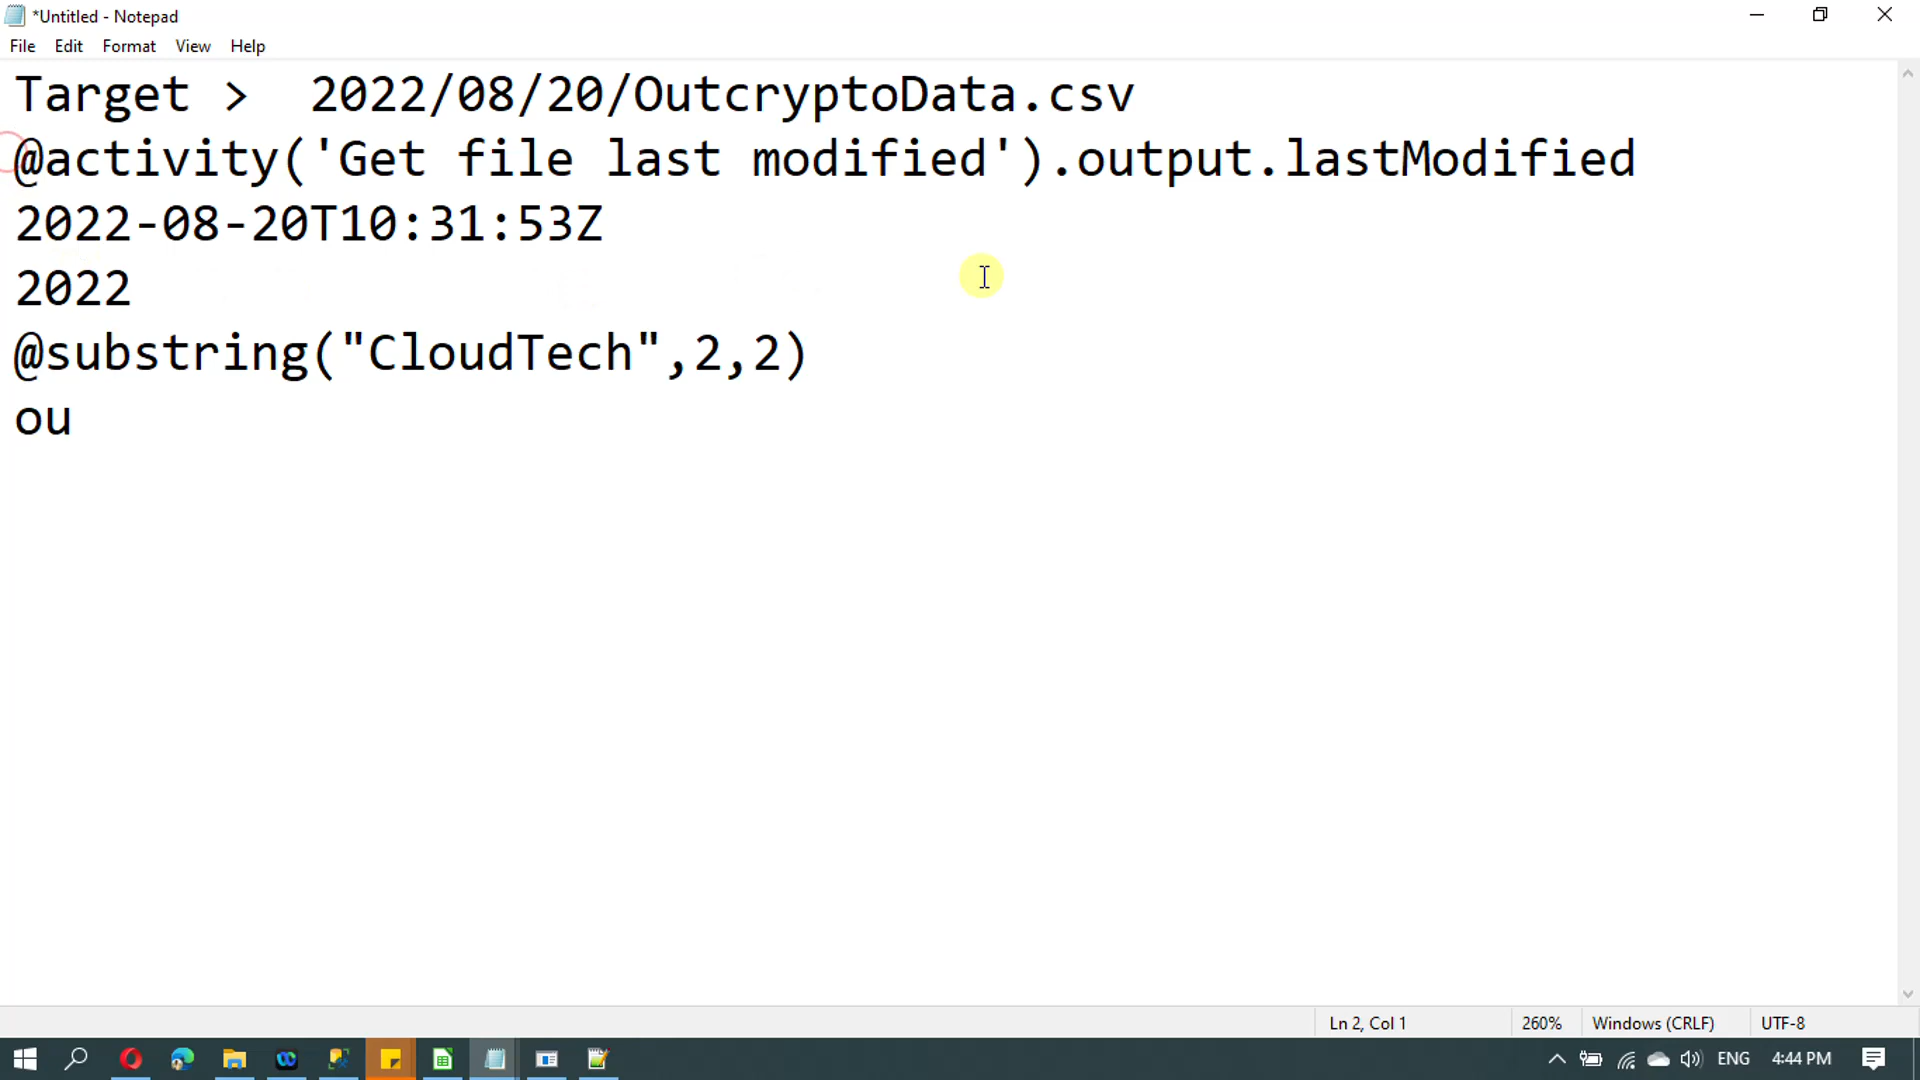 *Untitled - Notepad
File Edit Format View Help
Target >  2022/08/20/OutcryptoData.csv
@activity('Get file last modified').output.lastModified
2022-08-20T10:31:53Z
2022
@substring("CloudTech",2,2)
ou
Ln 2, Col 1 260% Windows (CRLF) UTF-8
ENG 4:44 PM